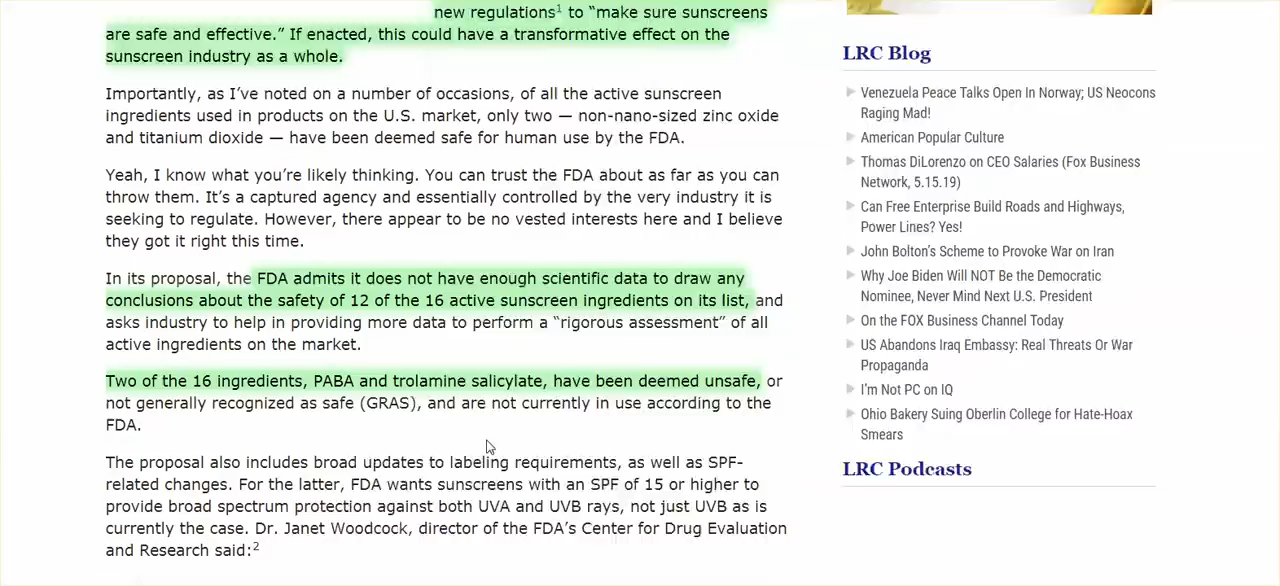 new regulations1 to “make sure sunscreens
are safe and effective.” If enacted, this could have a transformative effect on the
sunscreen industry as a whole.
Importantly, as I’ve noted on a number of occasions, of all the active sunscreen
ingredients used in products on the U.S. market, only two — non-nano-sized zinc oxide
and titanium dioxide — have been deemed safe for human use by the FDA.
Yeah, I know what you’re likely thinking. You can trust the FDA about as far as you can
throw them. It’s a captured agency and essentially controlled by the very industry it is
seeking to regulate. However, there appear to be no vested interests here and I believe
they got it right this time.
In its proposal, the FDA admits it does not have enough scientific data to draw any
conclusions about the safety of 12 of the 16 active sunscreen ingredients on its list, and
asks industry to help in providing more data to perform a “rigorous assessment” of all
active ingredients on the market.
Two of the 16 ingredients, PABA and trolamine salicylate, have been deemed unsafe, or
not generally recognized as safe (GRAS), and are not currently in use according to the
FDA.
The proposal also includes broad updates to labeling requirements, as well as SPF-
related changes. For the latter, FDA wants sunscreens with an SPF of 15 or higher to
provide broad spectrum protection against both UVA and UVB rays, not just UVB as is
currently the case. Dr. Janet Woodcock, director of the FDA’s Center for Drug Evaluation
and Research said:2
LRC Blog
Venezuela Peace Talks Open In Norway; US Neocons
Raging Mad!
American Popular Culture
Thomas DiLorenzo on CEO Salaries (Fox Business
Network, 5.15.19)
Can Free Enterprise Build Roads and Highways,
Power Lines? Yes!
John Bolton’s Scheme to Provoke War on Iran
Why Joe Biden Will NOT Be the Democratic
Nominee, Never Mind Next U.S. President
On the FOX Business Channel Today
US Abandons Iraq Embassy: Real Threats Or War
Propaganda
I’m Not PC on IQ
Ohio Bakery Suing Oberlin College for Hate-Hoax
Smears
LRC Podcasts